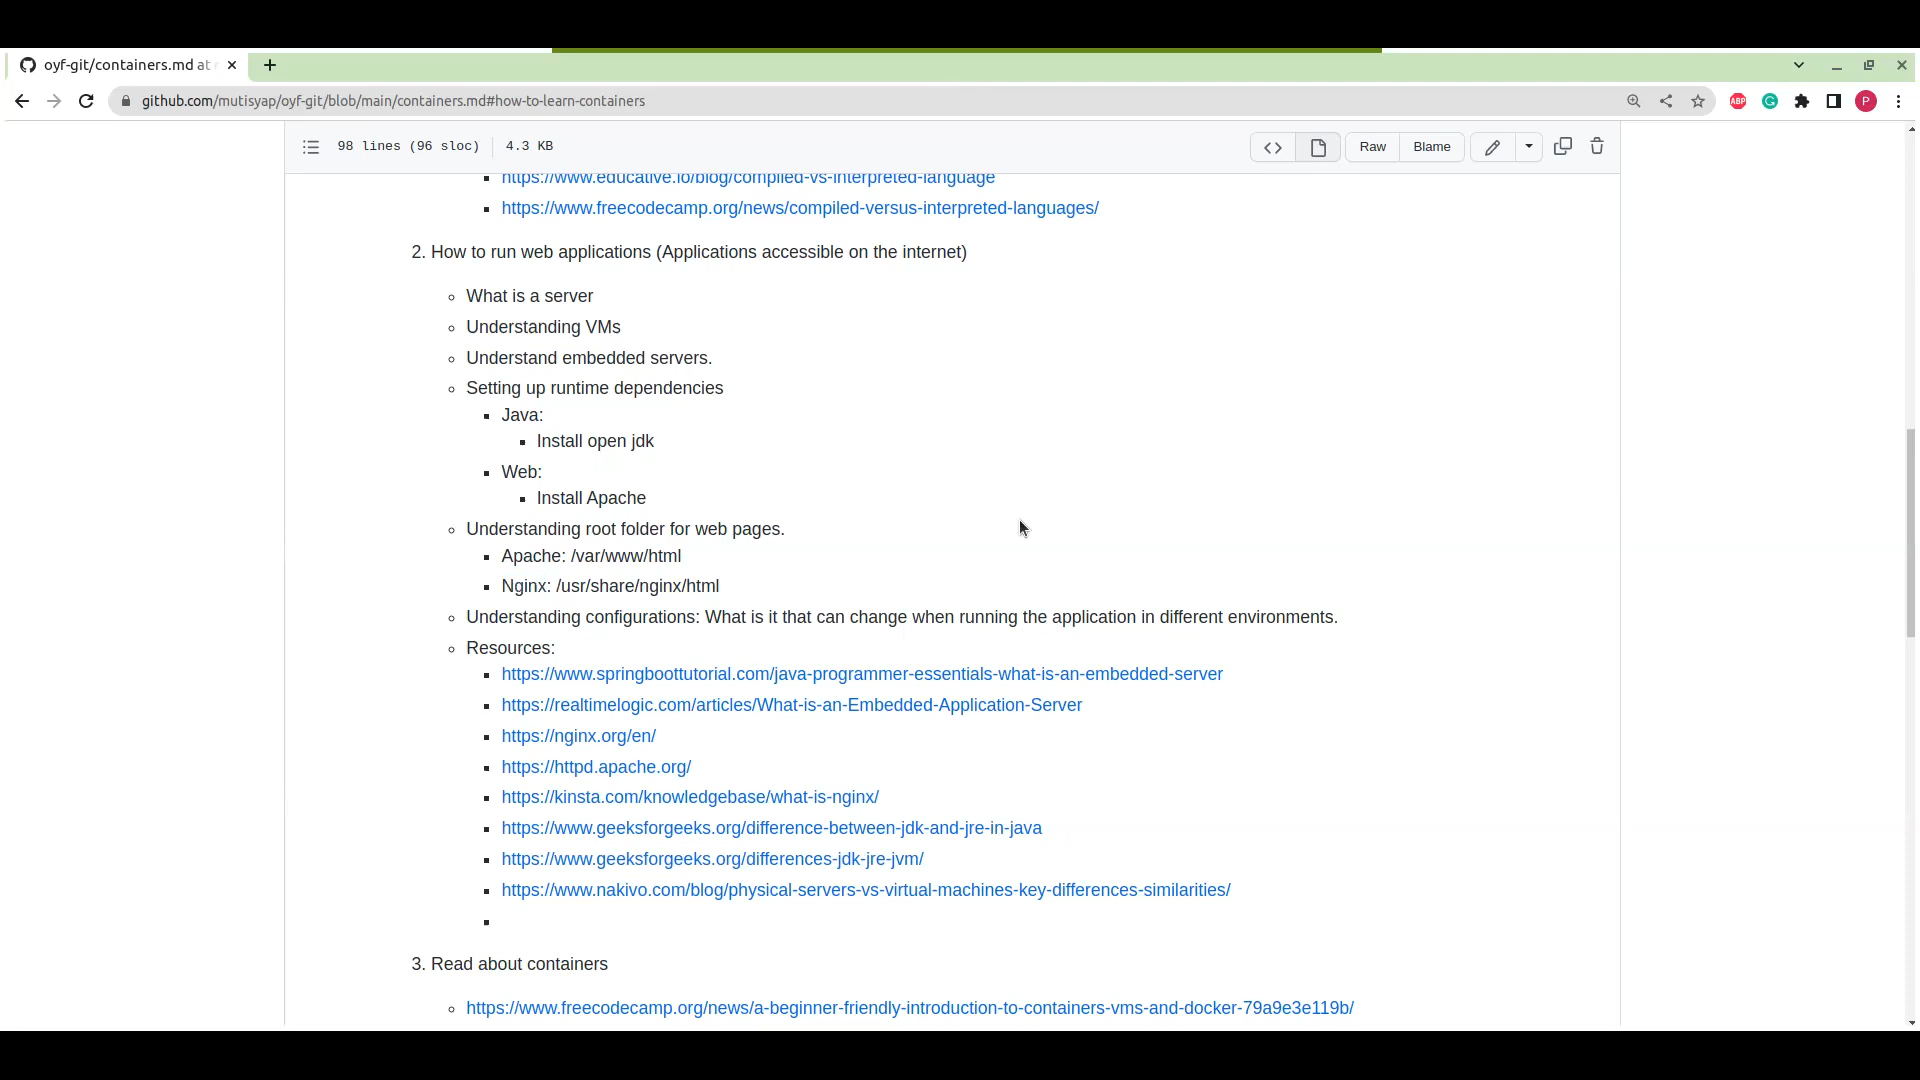 oyf-git/containers.md at
github.com/mutisyap/oyf-git/blob/main/containers.md#how-to-learn-containers
ABP
P
98 lines (96 sloc) 4.3 KB
Raw
Blame
https://www.educative.io/blog/compiled-vs-interpreted-language
https://www.freecodecamp.org/news/compiled-versus-interpreted-languages/
2. How to run web applications (Applications accessible on the internet)
What is a server
Understanding VMs
Understand embedded servers.
Setting up runtime dependencies
Java:
Install open jdk
Web:
Install Apache
Understanding root folder for web pages.
Apache: /var/www/html
Nginx: /usr/share/nginx/html
Understanding configurations: What is it that can change when running the application in different environments.
Resources:
https://www.springboottutorial.com/java-programmer-essentials-what-is-an-embedded-server
https://realtimelogic.com/articles/What-is-an-Embedded-Application-Server
https://nginx.org/en/
https://httpd.apache.org/
https://kinsta.com/knowledgebase/what-is-nginx/
https://www.geeksforgeeks.org/difference-between-jdk-and-jre-in-java
https://www.geeksforgeeks.org/differences-jdk-jre-jvm/
https://www.nakivo.com/blog/physical-servers-vs-virtual-machines-key-differences-similarities/
3. Read about containers
https://www.freecodecamp.org/news/a-beginner-friendly-introduction-to-containers-vms-and-docker-79a9e3e119b/